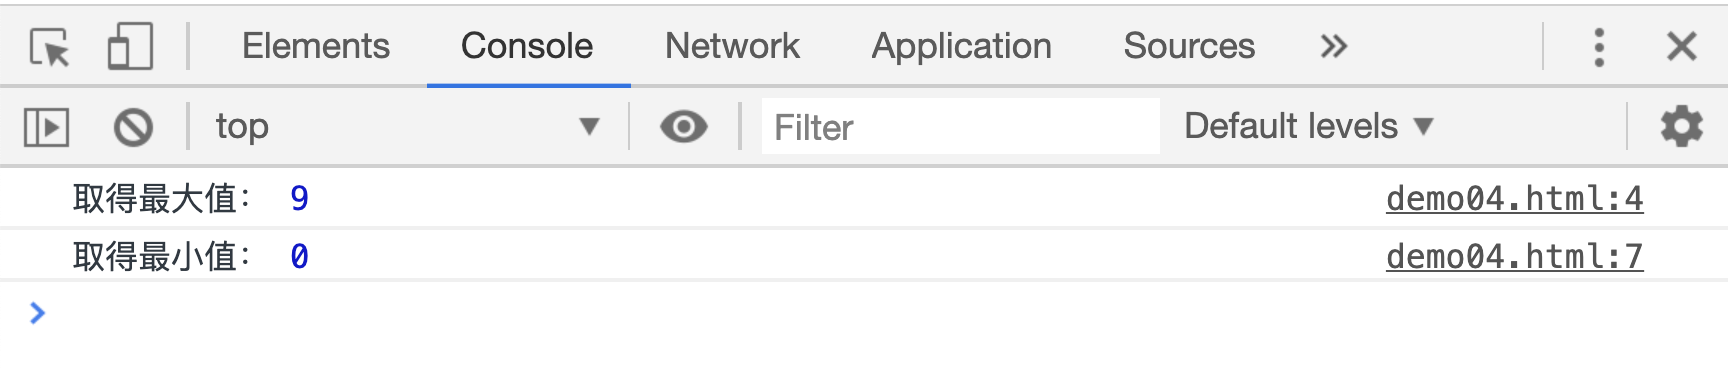 Elements Console Network Application Sources
top Filter Default levels
取得最大值： 9 demo04.html:4
取得最小值： 0 demo04.html:7